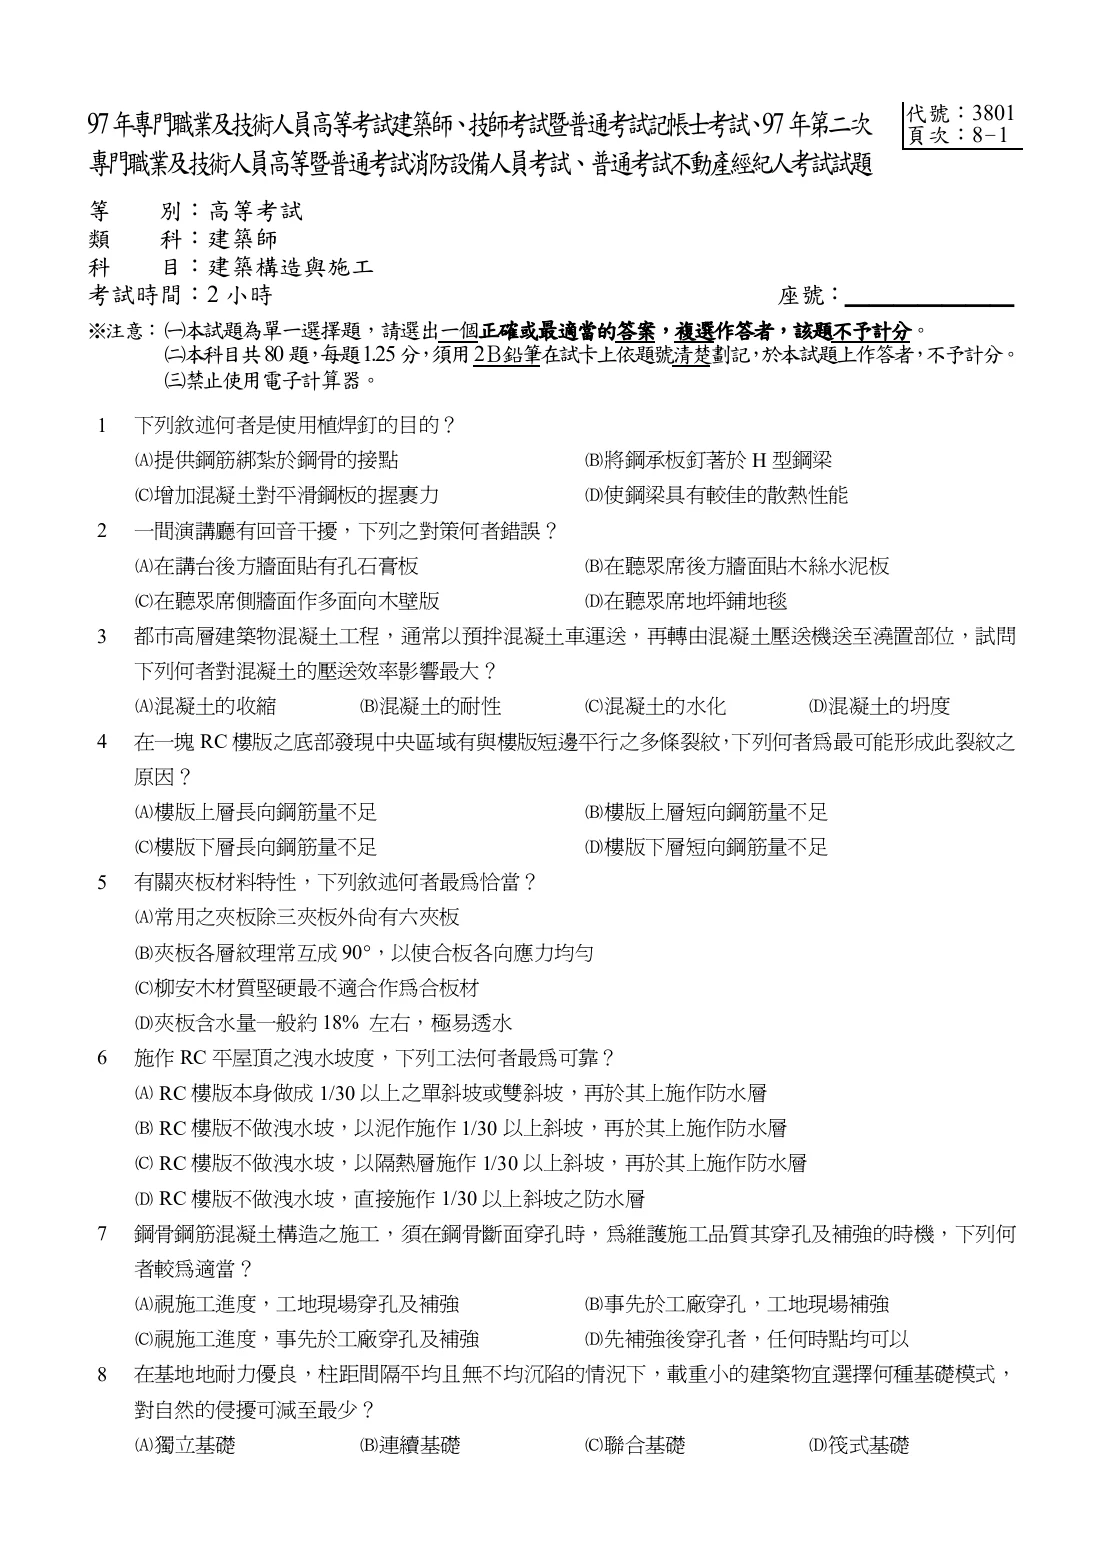 97年專門職業及技術人員高等考試建築師、技師考試暨普通考試記帳士考試、97年第二次
專門職業及技術人員高等暨普通考試消防設備人員考試、普通考試不動產經紀人考試試題
代號：3801
頁次：8-1
等　　別：高等考試
類　　科：建築師
科　　目：建築構造與施工
考試時間：2小時　座號：
※注意：㈠本試題為單一選擇題，請選出一個正確或最適當的答案，複選作答者，該題不予計分。
㈡本科目共80題，每題1.25分，須用2B鉛筆在試卡上依題號清楚劃記，於本試題上作答者，不予計分。
㈢禁止使用電子計算器。
1　下列敘述何者是使用植焊釘的目的？
(A)提供鋼筋綁紮於鋼骨的接點　(B)將鋼承板釘著於 H 型鋼梁
(C)增加混凝土對平滑鋼板的握裹力　(D)使鋼梁具有較佳的散熱性能
2　一間演講廳有回音干擾，下列之對策何者錯誤？
(A)在講台後方牆面貼有孔石膏板　(B)在聽眾席後方牆面貼木絲水泥板
(C)在聽眾席側牆面作多面向木壁版　(D)在聽眾席地坪鋪地毯
3　都市高層建築物混凝土工程，通常以預拌混凝土車運送，再轉由混凝土壓送機送至澆置部位，試問
下列何者對混凝土的壓送效率影響最大？
(A)混凝土的收縮　(B)混凝土的耐性　(C)混凝土的水化　(D)混凝土的坍度
4　在一塊 RC 樓版之底部發現中央區域有與樓版短邊平行之多條裂紋，下列何者為最可能形成此裂紋之
原因？
(A)樓版上層長向鋼筋量不足　(B)樓版上層短向鋼筋量不足
(C)樓版下層長向鋼筋量不足　(D)樓版下層短向鋼筋量不足
5　有關夾板材料特性，下列敘述何者最為恰當？
(A)常用之夾板除三夾板外尚有六夾板
(B)夾板各層紋理常互成 90°，以使合板各向應力均勻
(C)柳安木材質堅硬最不適合作為合板材
(D)夾板含水量一般約 18% 左右，極易透水
6　施作 RC 平屋頂之洩水坡度，下列工法何者最為可靠？
(A) RC 樓版本身做成 1/30 以上之單斜坡或雙斜坡，再於其上施作防水層
(B) RC 樓版不做洩水坡，以泥作施作 1/30 以上斜坡，再於其上施作防水層
(C) RC 樓版不做洩水坡，以隔熱層施作 1/30 以上斜坡，再於其上施作防水層
(D) RC 樓版不做洩水坡，直接施作 1/30 以上斜坡之防水層
7　鋼骨鋼筋混凝土構造之施工，須在鋼骨斷面穿孔時，為維護施工品質其穿孔及補強的時機，下列何
者較為適當？
(A)視施工進度，工地現場穿孔及補強　(B)事先於工廠穿孔，工地現場補強
(C)視施工進度，事先於工廠穿孔及補強　(D)先補強後穿孔者，任何時點均可以
8　在基地地耐力優良，柱距間隔平均且無不均沉陷的情況下，載重小的建築物宜選擇何種基礎模式，
對自然的侵擾可減至最少？
(A)獨立基礎　(B)連續基礎　(C)聯合基礎　(D)筏式基礎